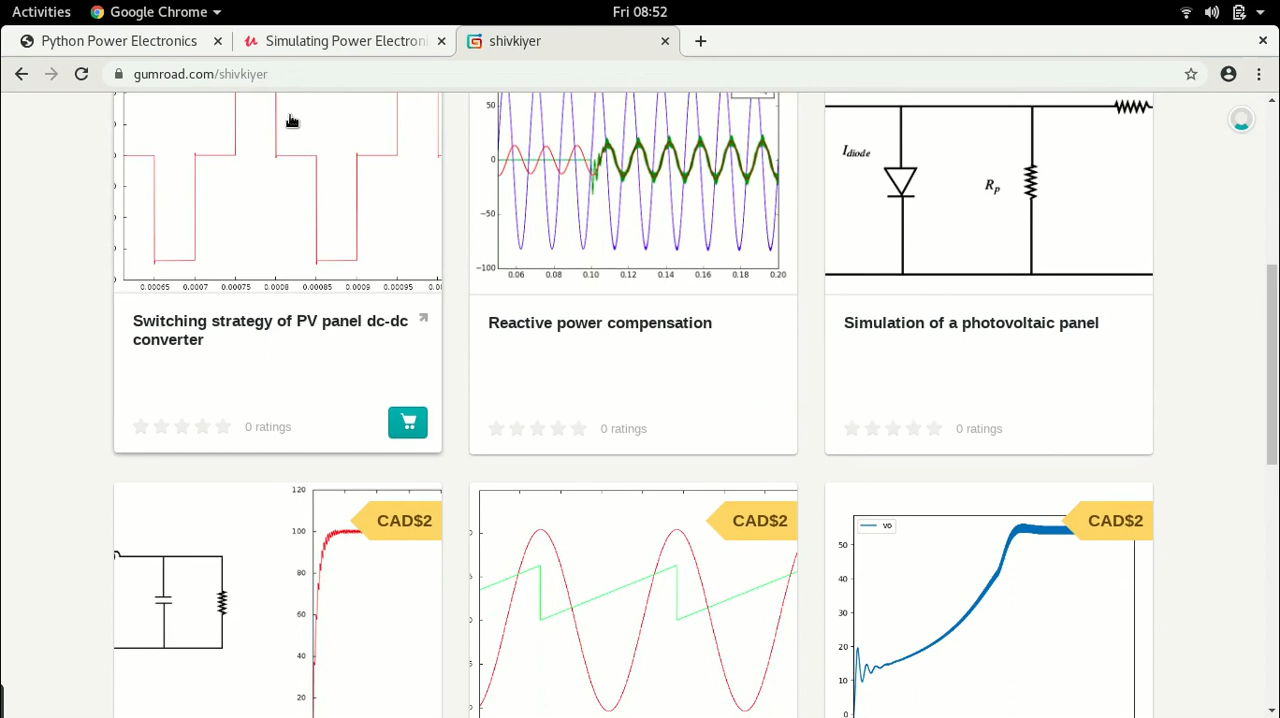 Activities Google Chrome Fri 08:52
Python Power Electronics Simulating Power Electroni shivkiyer
gumroad.com/shivkiyer
0.00065 0.0007 0.00075 0.0008 0.00085 0.0009 0.00095 0.00
50
0
−50
−100
0.06 0.08 0.10 0.12 0.14 0.16 0.18 0.20
Idiode
Rp
Switching strategy of PV panel dc-dc
converter
Reactive power compensation
Simulation of a photovoltaic panel
0 ratings
0 ratings
0 ratings
CAD$2
CAD$2
CAD$2
120
100
80
60
40
20
vo
50
40
30
20
10
0